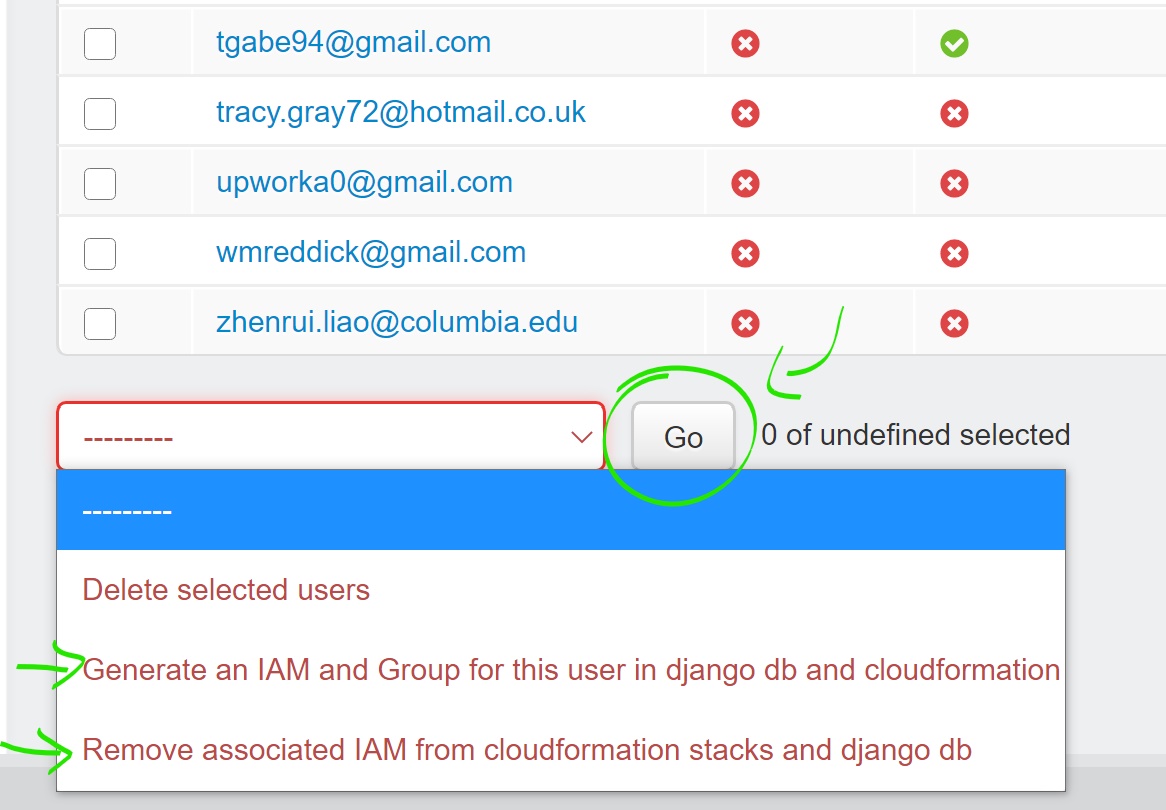 tgabe94@gmail.com
tracy.gray72@hotmail.co.uk
upworka0@gmail.com
wmreddick@gmail.com
zhenrui.liao@columbia.edu
---------
Go
0 of undefined selected
---------
Delete selected users
Generate an IAM and Group for this user in django db and cloudformation
Remove associated IAM from cloudformation stacks and django db